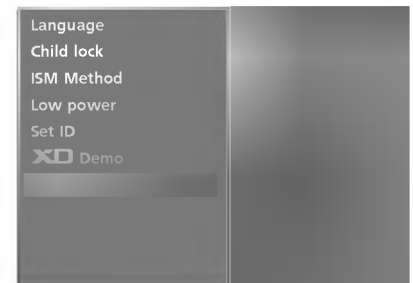 Language
Child lock
ISM Method
Low power
Set ID
XD Demo